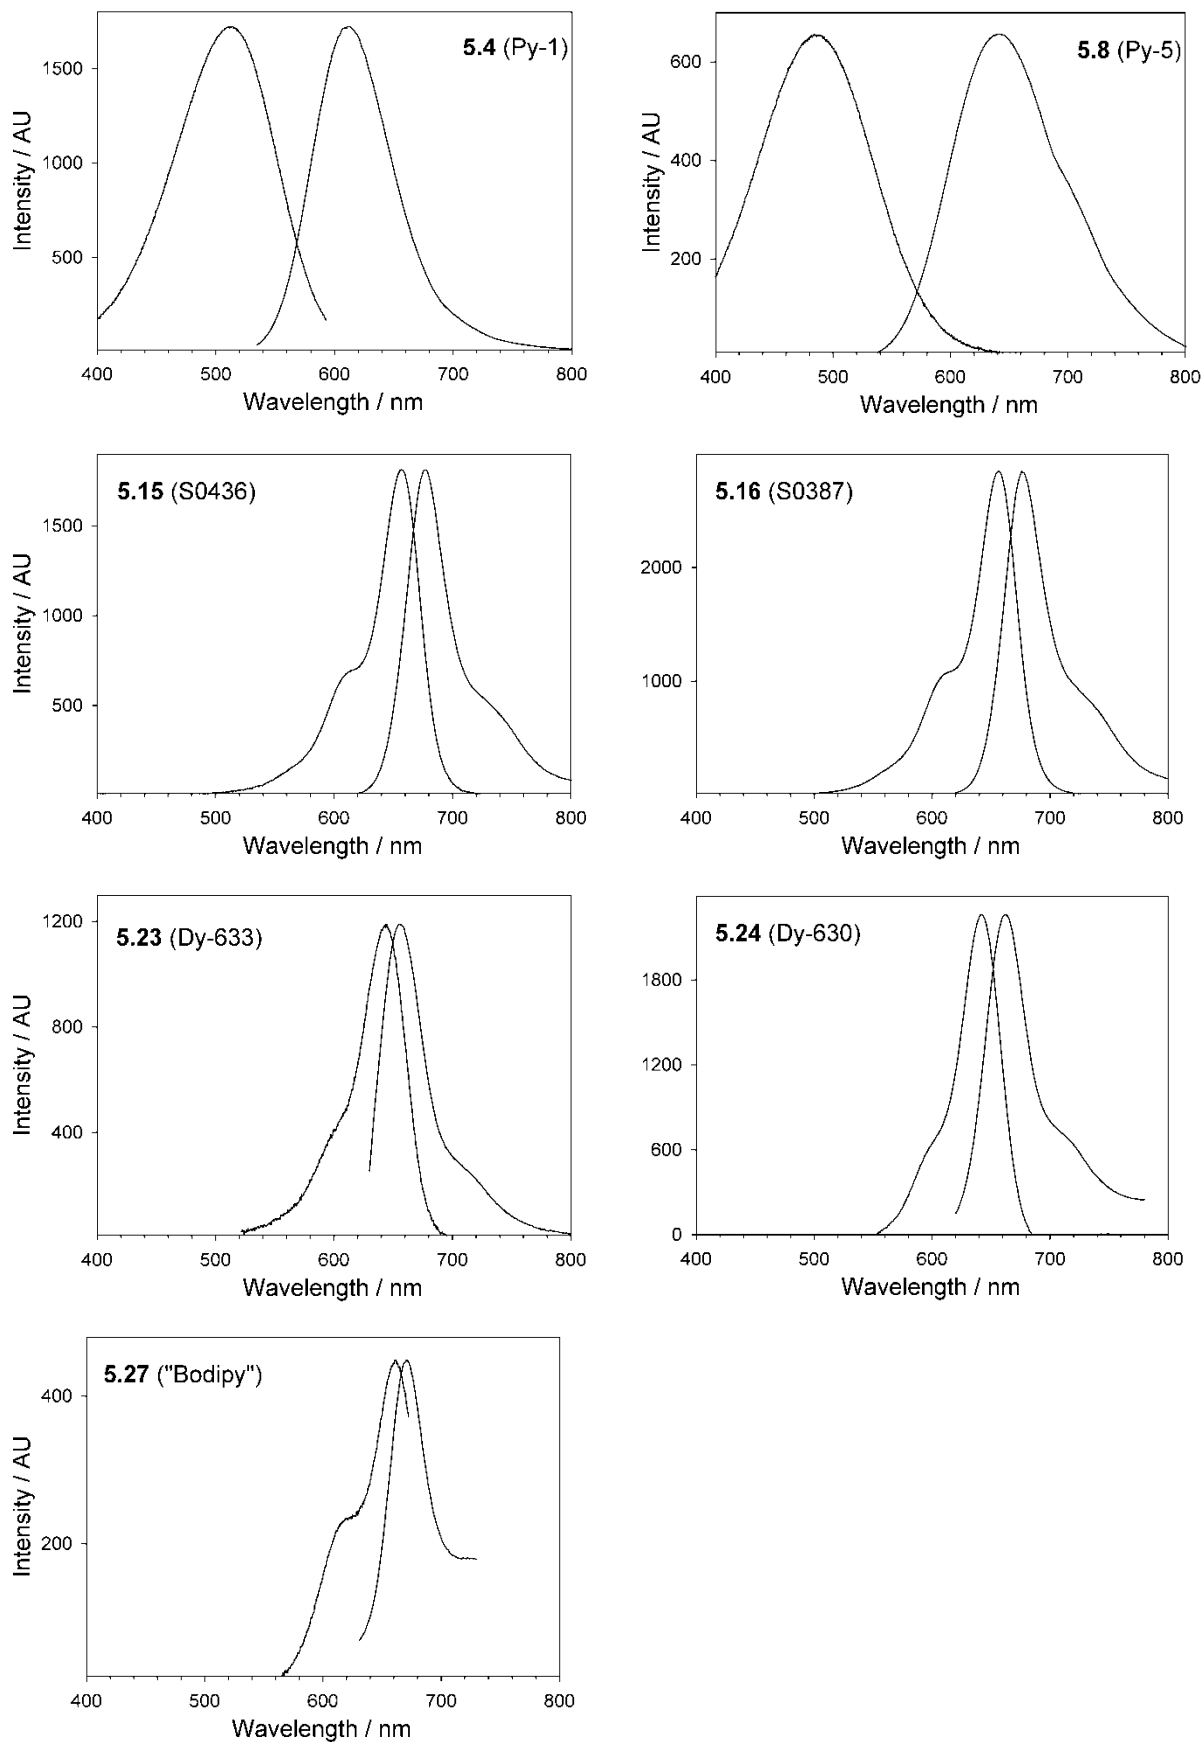 5.4 (Py-1)
1500
1000
500
Intensity / AU
400 500 600 700 800
Wavelength / nm
5.8 (Py-5)
600
400
200
Intensity / AU
400 500 600 700 800
Wavelength / nm
5.15 (S0436)
1500
1000
500
Intensity / AU
400 500 600 700 800
Wavelength / nm
5.16 (S0387)
2000
1000
Intensity / AU
400 500 600 700 800
Wavelength / nm
5.23 (Dy-633)
1200
800
400
Intensity / AU
400 500 600 700 800
Wavelength / nm
5.24 (Dy-630)
1800
1200
600
0
Intensity / AU
400 500 600 700 800
Wavelength / nm
5.27 ("Bodipy")
400
200
Intensity / AU
400 500 600 700 800
Wavelength / nm